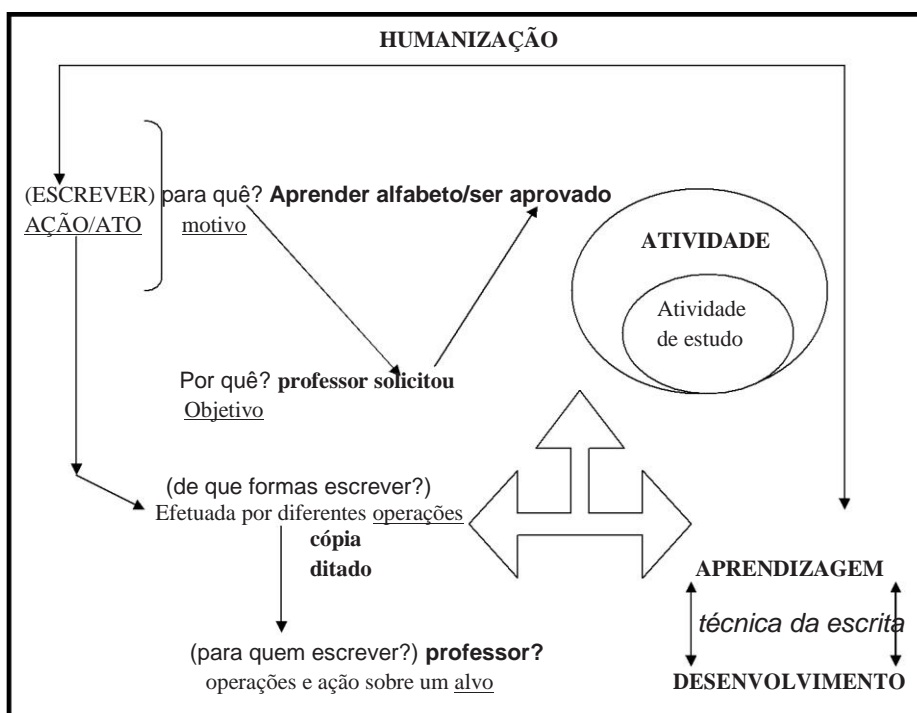 HUMANIZAÇÃO
(ESCREVER) para quê? Aprender alfabeto/ser aprovado
AÇÃO/ATO motivo
ATIVIDADE
Atividade
de estudo
Por quê? professor solicitou
Objetivo
(de que formas escrever?)
Efetuada por diferentes operações
cópia
ditado
APRENDIZAGEM
técnica da escrita
DESENVOLVIMENTO
(para quem escrever?) professor?
operações e ação sobre um alvo